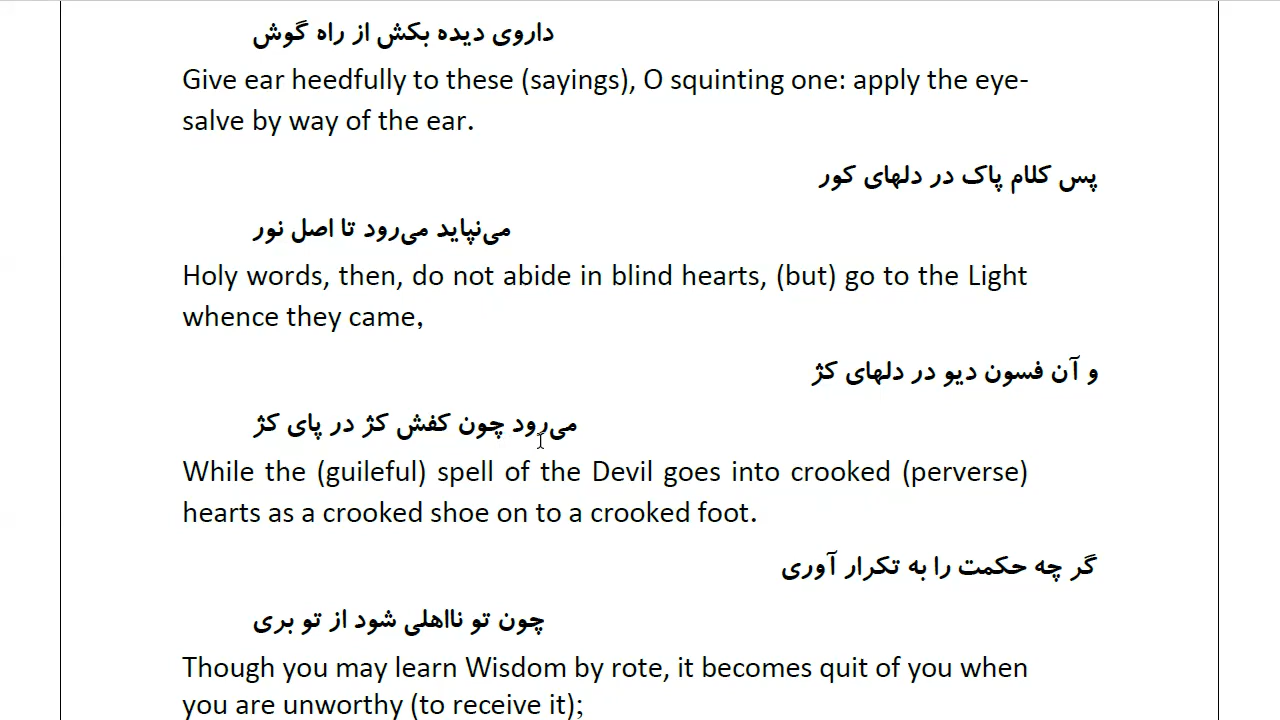 داروی دیده بکش از راه گوش
Give ear heedfully to these (sayings), O squinting one: apply the eye-
salve by way of the ear.
پس کلام پاک در دلهای کور
می‌نپاید می‌رود تا اصل نور
Holy words, then, do not abide in blind hearts, (but) go to the Light
whence they came,
و آن فسون دیو در دلهای کژ
می‌رود چون کفش کژ در پای کژ
While the (guileful) spell of the Devil goes into crooked (perverse)
hearts as a crooked shoe on to a crooked foot.
گر چه حکمت را به تکرار آوری
چون تو نااهلی شود از تو بری
Though you may learn Wisdom by rote, it becomes quit of you when
you are unworthy (to receive it);